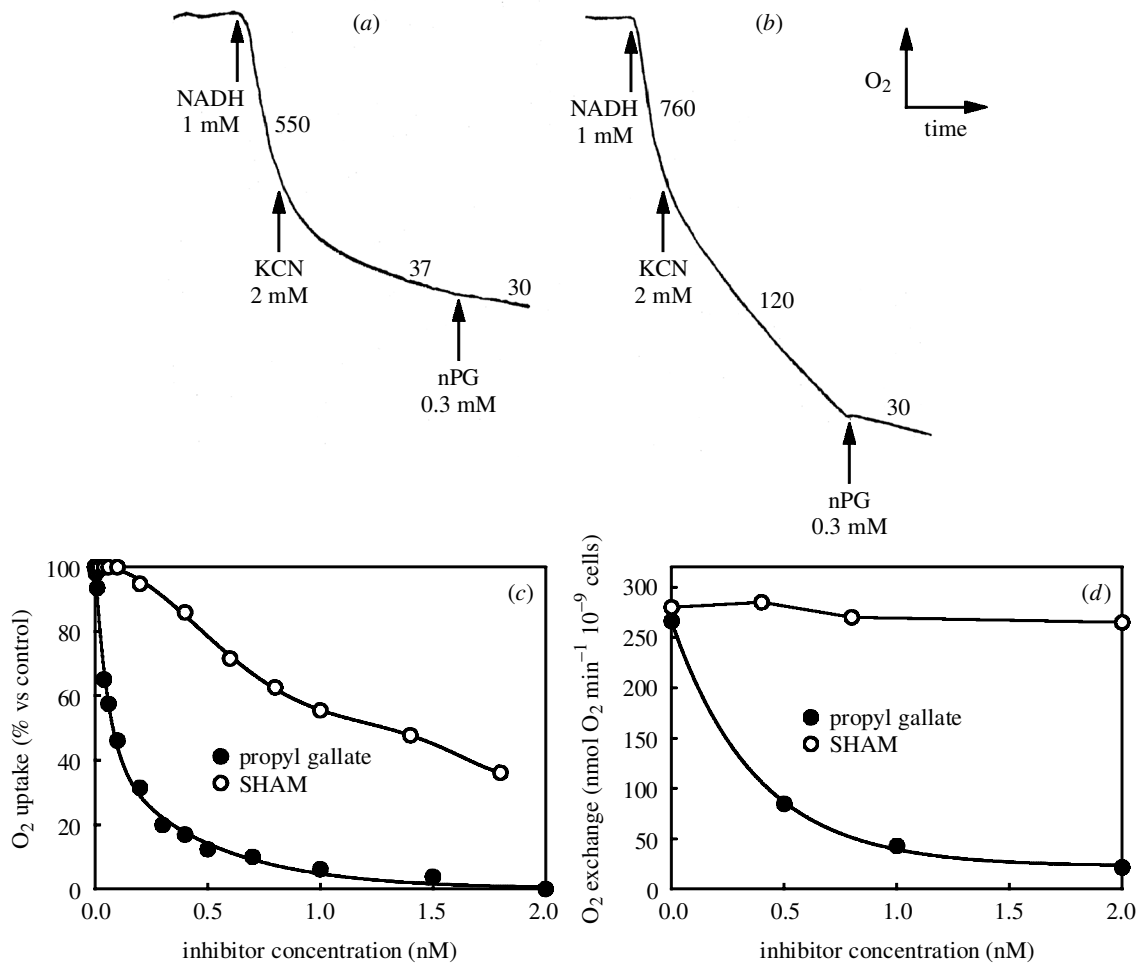 (a)
NADH
1 mM
550
KCN
2 mM
37
30
nPG
0.3 mM
(b)
NADH
1 mM
760
KCN
2 mM
120
30
nPG
0.3 mM
O₂
time
(c)
O₂ uptake (% vs control)
100
80
60
40
20
0
propyl gallate
SHAM
0.0 0.5 1.0 1.5 2.0
inhibitor concentration (nM)
(d)
O₂ exchange (nmol O₂ min⁻¹ 10⁻⁹ cells)
300
250
200
150
100
50
0
propyl gallate
SHAM
0.0 0.5 1.0 1.5 2.0
inhibitor concentration (nM)